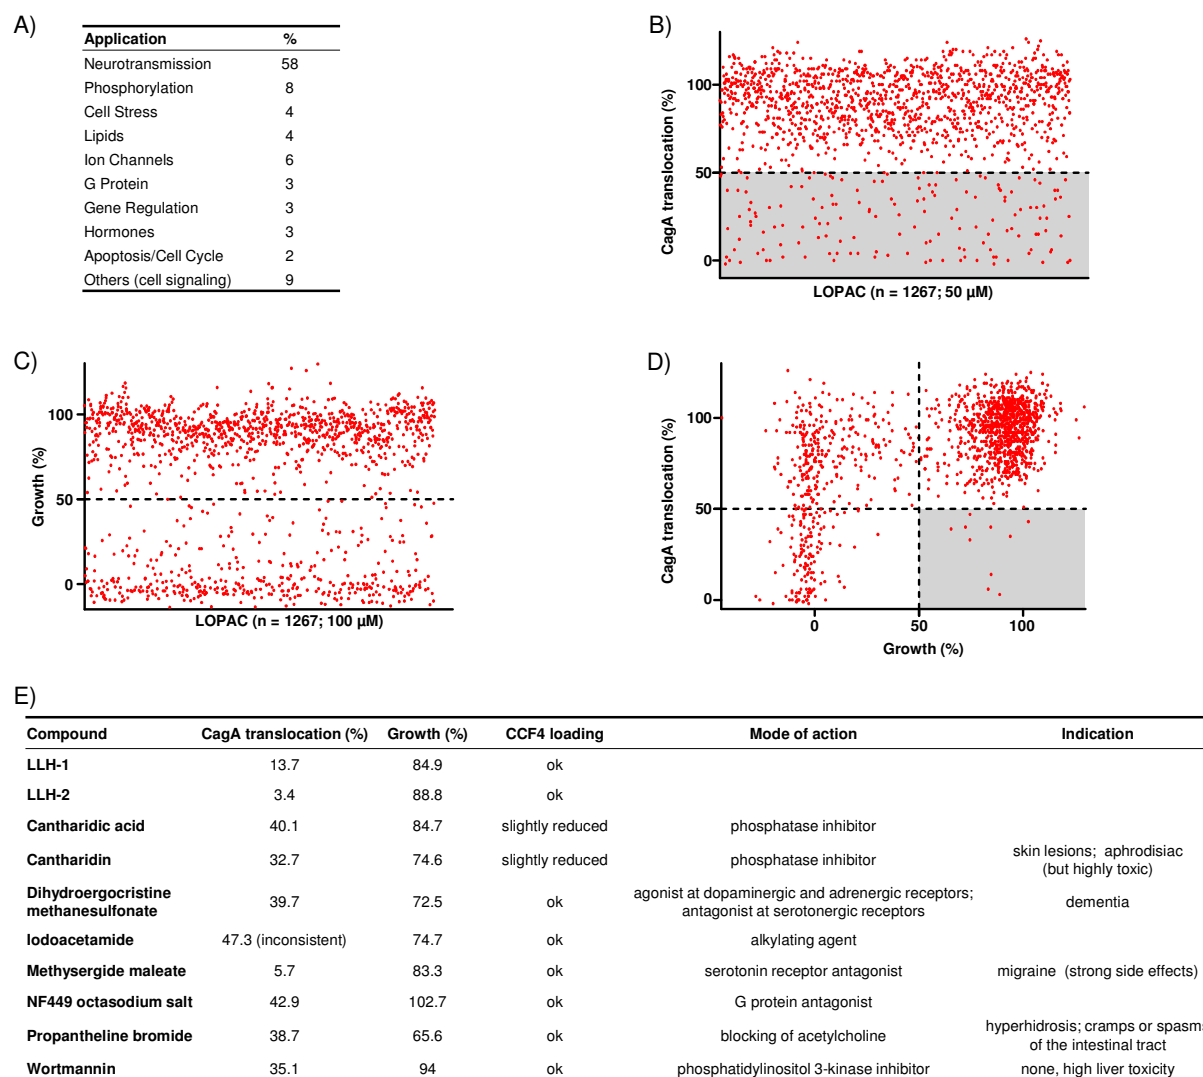 A)
Application %
Neurotransmission 58
Phosphorylation 8
Cell Stress 4
Lipids 4
Ion Channels 6
G Protein 3
Gene Regulation 3
Hormones 3
Apoptosis/Cell Cycle 2
Others (cell signaling) 9
B)
CagA translocation (%)
100
50
0
LOPAC (n = 1267; 50 µM)
C)
Growth (%)
100
50
0
LOPAC (n = 1267; 100 µM)
D)
CagA translocation (%)
100
50
0
0 50 100
Growth (%)
E)
Compound CagA translocation (%) Growth (%) CCF4 loading Mode of action Indication
LLH-1 13.7 84.9 ok
LLH-2 3.4 88.8 ok
Cantharidic acid 40.1 84.7 slightly reduced phosphatase inhibitor
Cantharidin 32.7 74.6 slightly reduced phosphatase inhibitor skin lesions; aphrodisiac
(but highly toxic)
Dihydroergocristine
methanesulfonate 39.7 72.5 ok agonist at dopaminergic and adrenergic receptors;
antagonist at serotonergic receptors dementia
Iodoacetamide 47.3 (inconsistent) 74.7 ok alkylating agent
Methysergide maleate 5.7 83.3 ok serotonin receptor antagonist migraine (strong side effects)
NF449 octasodium salt 42.9 102.7 ok G protein antagonist
Propantheline bromide 38.7 65.6 ok blocking of acetylcholine hyperhidrosis; cramps or spasms
of the intestinal tract
Wortmannin 35.1 94 ok phosphatidylinositol 3-kinase inhibitor none, high liver toxicity